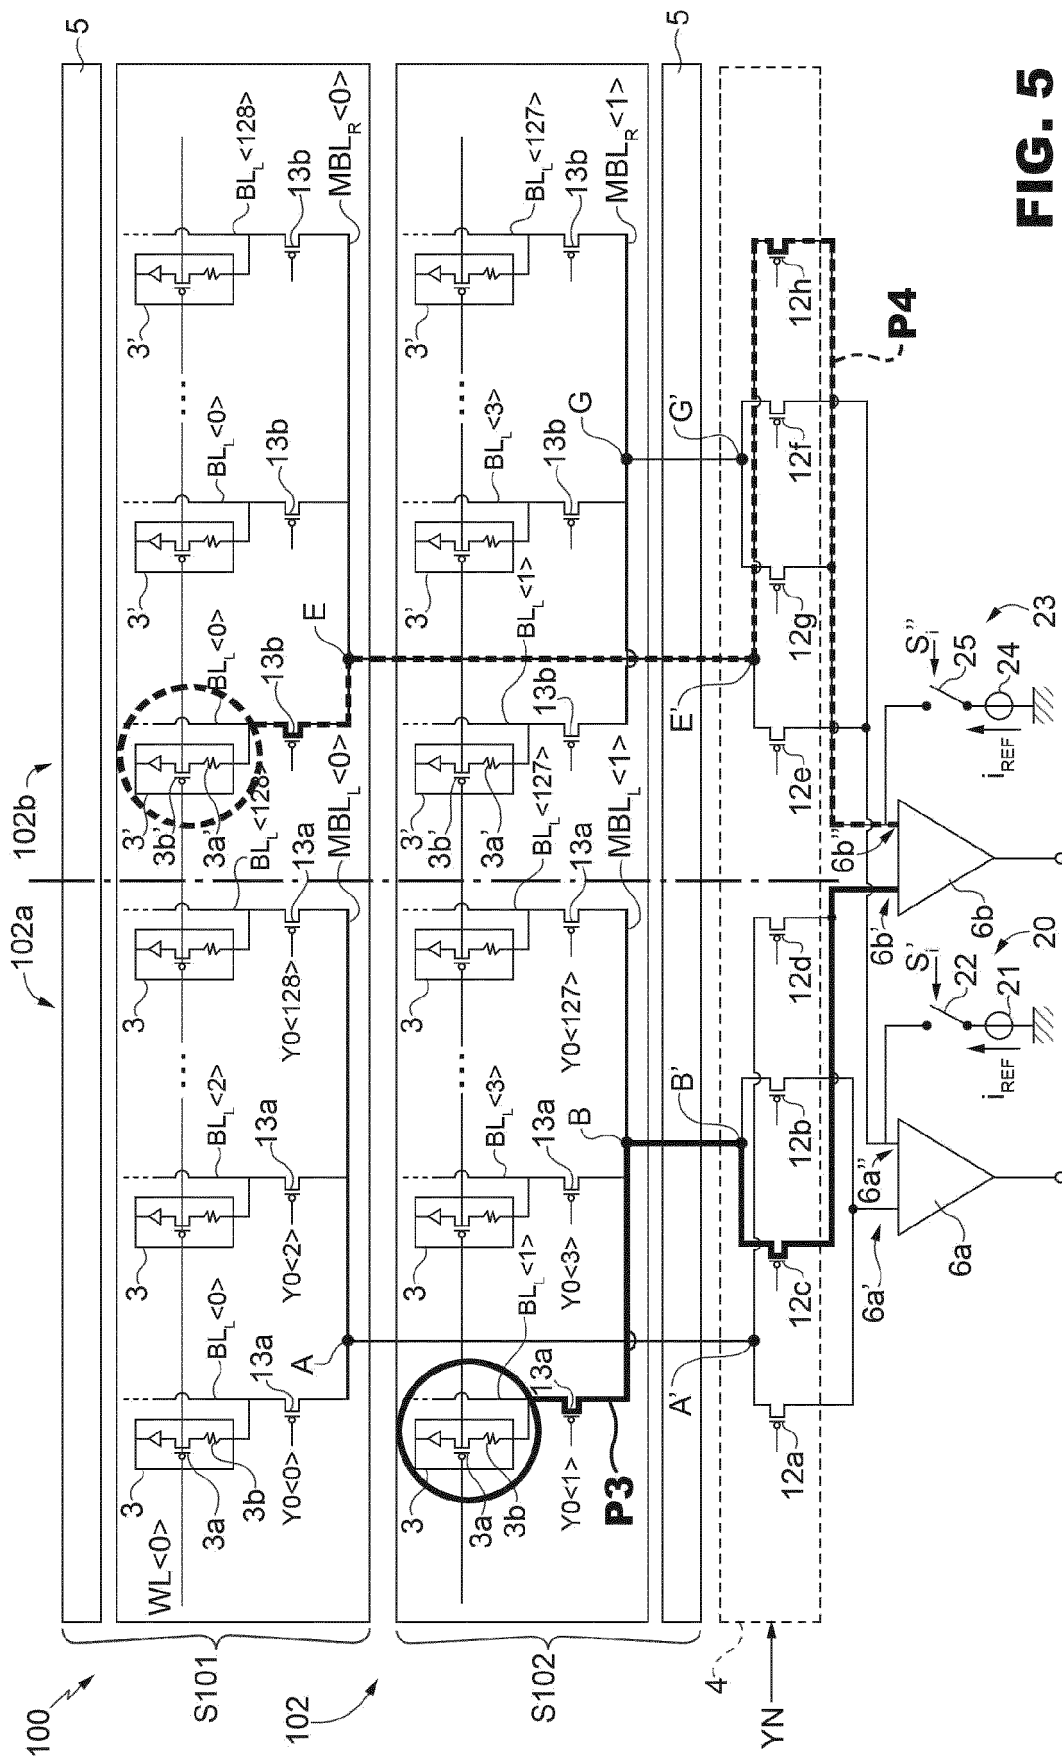 100
102
102a
102b
5
S101
WL<0>
3
3a
3b
BL_L<0>
Y0<0>
13a
A
3
BL_L<2>
Y0<2>
13a
...
3
BL_L<128>
Y0<128>
13a
MBL_L<0>
3'
3b'
3a'
BL_L<0>
13b
E
3'
BL_L<0>
13b
...
3'
BL_L<128>
13b
MBL_R<0>
S102
3
3a
3b
BL_L<1>
Y0<1>
13a
P3
3
BL_L<3>
Y0<3>
13a
B
...
3
BL_L<127>
Y0<127>
13a
MBL_L<1>
3'
3b'
3a'
BL_L<1>
13b
3'
BL_L<3>
13b
G
...
3'
BL_L<127>
13b
MBL_R<1>
5
A'
B'
E'
G'
4
YN
12a
12c
12b
12d
12e
12g
12f
12h
P4
6a'
6a"
6a
6b'
6b"
6b
S_i'
22
20
21
i_REF
S_i"
25
23
24
i_REF
FIG. 5